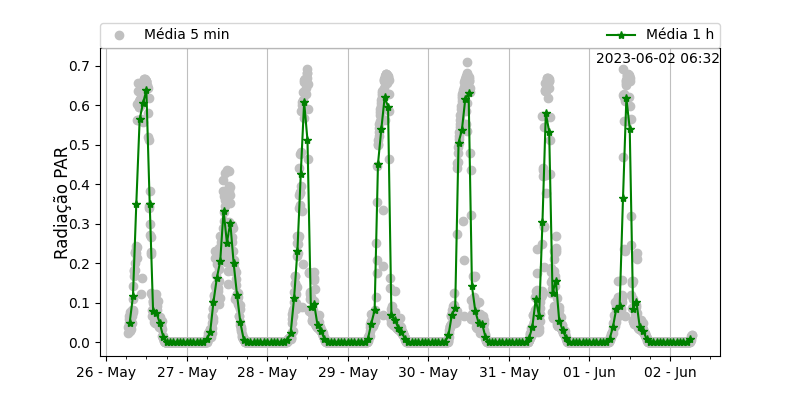 Média 5 min
Média 1 h
2023-06-02 06:32
Radiação PAR
0.7
0.6
0.5
0.4
0.3
0.2
0.1
0.0
26 - May
27 - May
28 - May
29 - May
30 - May
31 - May
01 - Jun
02 - Jun